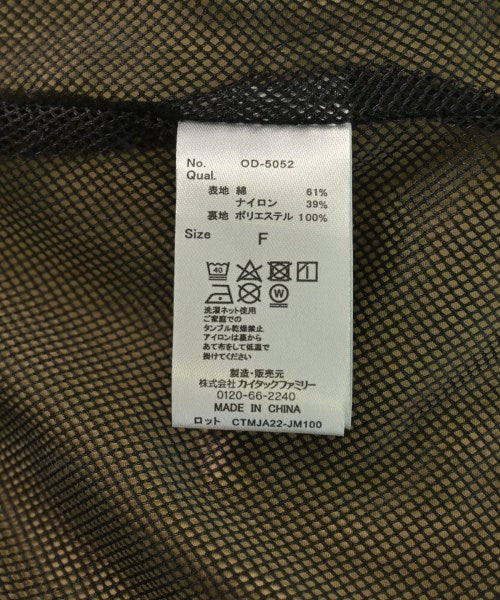 No. OD-5052
Qual.
表地 綿 61%
ナイロン 39%
裏地 ポリエステル 100%
Size F
40
W
洗濯ネット使用
ご家庭での
タンブル乾燥禁止
アイロンは裏から
あて布をして低温で
掛けてください
製造・販売元
株式会社 カイタックファミリー
0120-66-2240
MADE IN CHINA
ロット CTMJA22-JM100